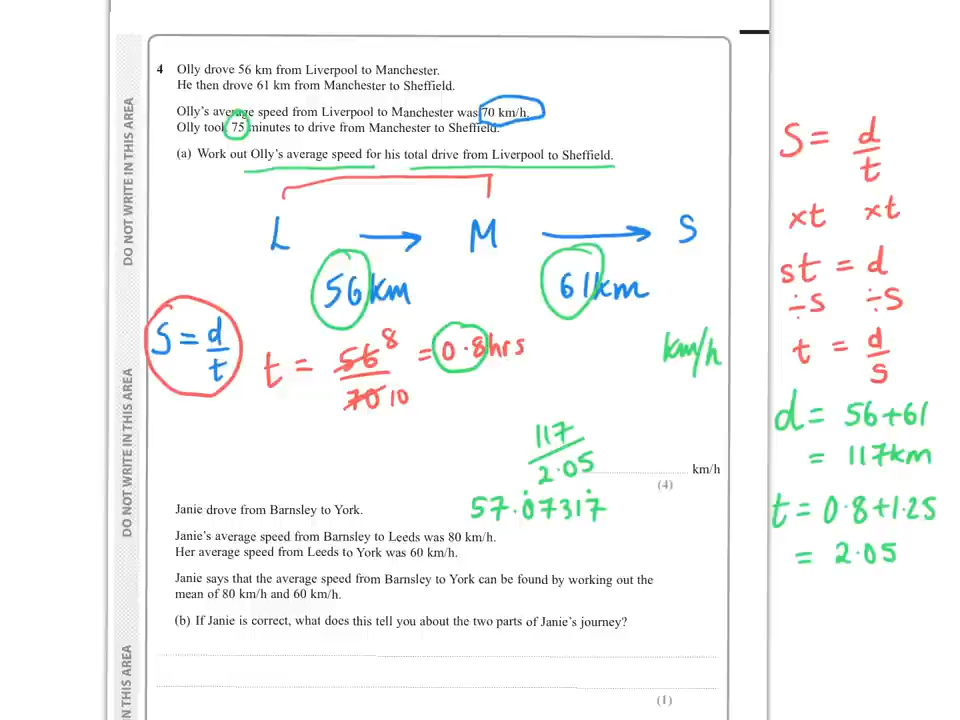 4 Olly drove 56 km from Liverpool to Manchester.
He then drove 61 km from Manchester to Sheffield.
Olly's average speed from Liverpool to Manchester was 70 km/h.
Olly took 75 minutes to drive from Manchester to Sheffield.
(a) Work out Olly's average speed for his total drive from Liverpool to Sheffield.
L → M → S
56km 61km
S = d/t
t = 56/70 8/10 = 0.8hrs
km/h
117/2.05
km/h
(4)
57.0̇7317̇
Janie drove from Barnsley to York.
Janie's average speed from Barnsley to Leeds was 80 km/h.
Her average speed from Leeds to York was 60 km/h.
Janie says that the average speed from Barnsley to York can be found by working out the
mean of 80 km/h and 60 km/h.
(b) If Janie is correct, what does this tell you about the two parts of Janie's journey?
(1)
S = d/t
×t ×t
st = d
÷S ÷S
t = d/s
d = 56+61
= 117km
t = 0.8+1.25
= 2.05
DO NOT WRITE IN THIS AREA
DO NOT WRITE IN THIS AREA
IN THIS AREA